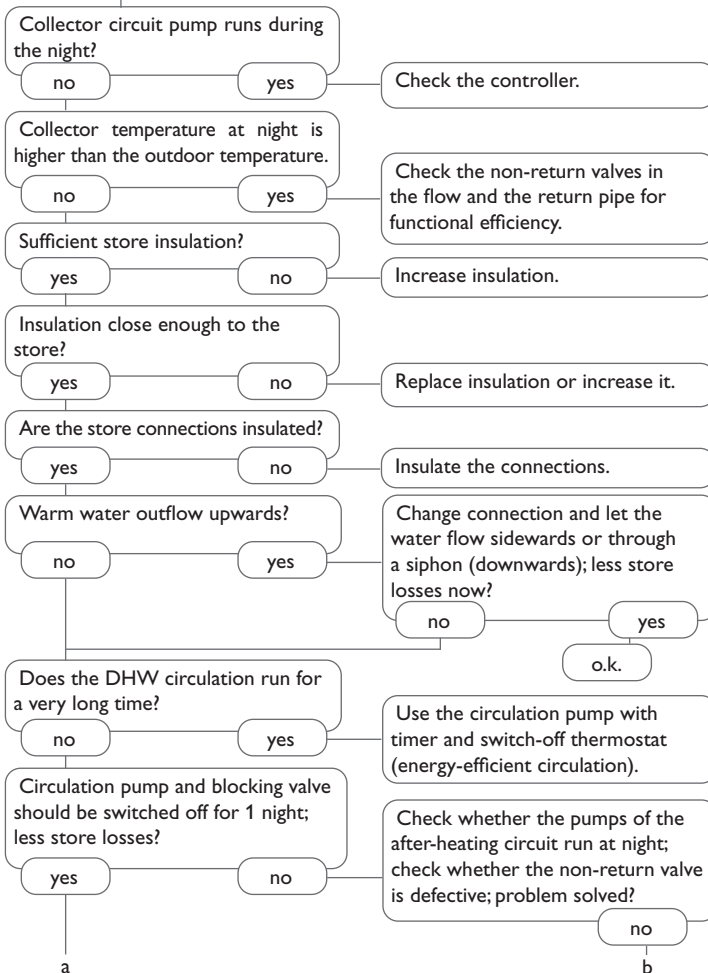 Collector circuit pump runs during
the night?
no
yes
Check the controller.
Collector temperature at night is
higher than the outdoor temperature.
no
yes
Check the non-return valves in
the flow and the return pipe for
functional efficiency.
Sufficient store insulation?
yes
no
Increase insulation.
Insulation close enough to the
store?
yes
no
Replace insulation or increase it.
Are the store connections insulated?
yes
no
Insulate the connections.
Warm water outflow upwards?
no
yes
Change connection and let the
water flow sidewards or through
a siphon (downwards); less store
losses now?
no
yes
o.k.
Does the DHW circulation run for
a very long time?
no
yes
Use the circulation pump with
timer and switch-off thermostat
(energy-efficient circulation).
Circulation pump and blocking valve
should be switched off for 1 night;
less store losses?
yes
no
Check whether the pumps of the
after-heating circuit run at night;
check whether the non-return valve
is defective; problem solved?
no
a
b